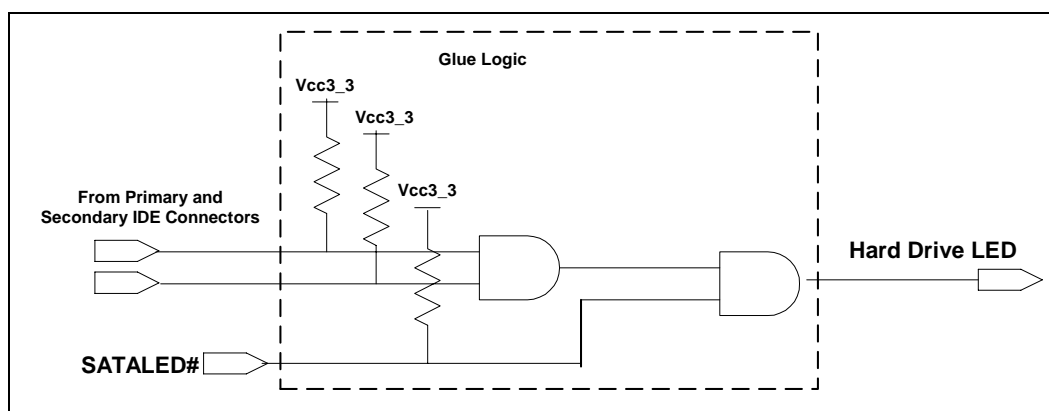 Glue Logic
Vcc3_3
Vcc3_3
Vcc3_3
From Primary and
Secondary IDE Connectors
Hard Drive LED
SATALED#